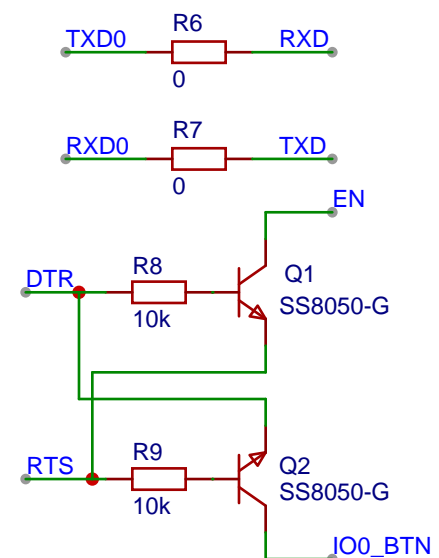 TXD0 R6 RXD
0
RXD0 R7 TXD
0
EN
DTR R8 Q1
10k SS8050-G
RTS R9 Q2
10k SS8050-G
IO0_BTN